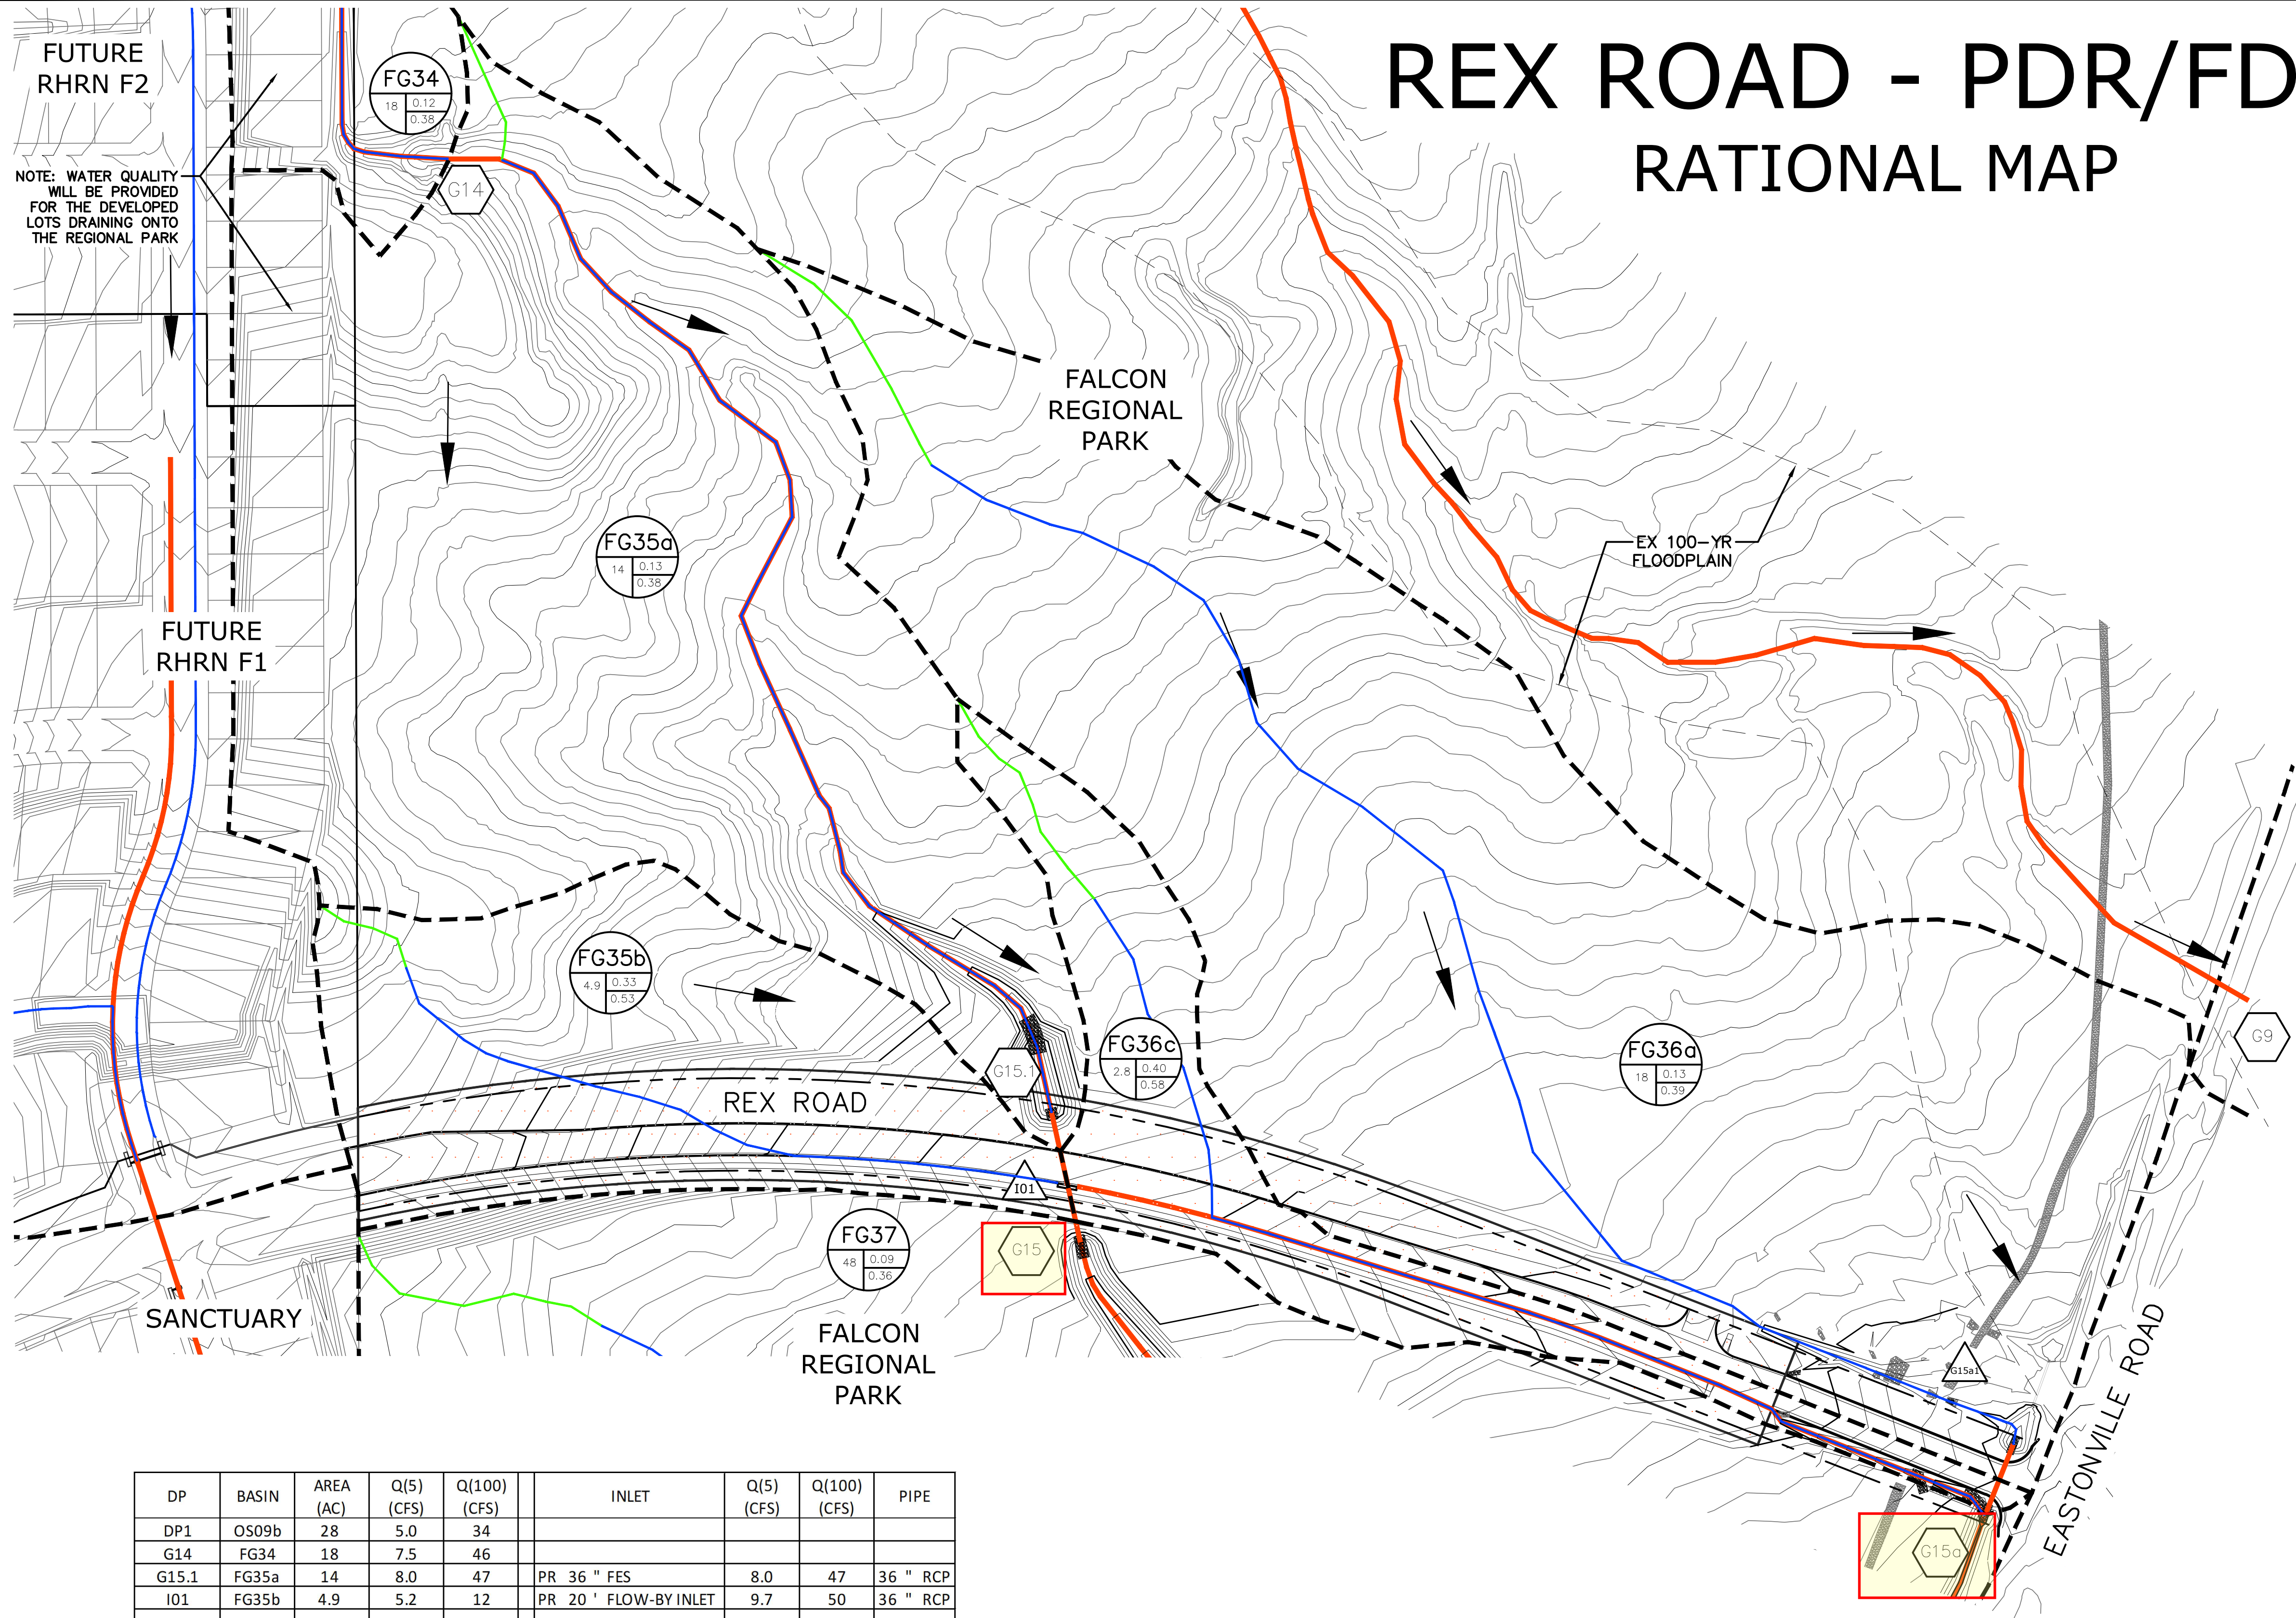 REX ROAD - PDR/FD
RATIONAL MAP
FUTURE
RHRN F2
NOTE: WATER QUALITY
WILL BE PROVIDED
FOR THE DEVELOPED
LOTS DRAINING ONTO
THE REGIONAL PARK
FG34
18 0.12
0.38
G14
FALCON
REGIONAL
PARK
FG35a
14 0.13
0.38
EX 100-YR
FLOODPLAIN
FUTURE
RHRN F1
FG35b
4.9 0.33
0.53
G15.1
FG36c
2.8 0.40
0.58
FG36a
18 0.13
0.39
G9
REX ROAD
I01
FG37
48 0.09
0.36
G15
SANCTUARY
FALCON
REGIONAL
PARK
G15a1
EASTONVILLE ROAD
G15a
DP BASIN AREA (AC) Q(5) (CFS) Q(100) (CFS) INLET Q(5) (CFS) Q(100) (CFS) PIPE
DP1 OS09b 28 5.0 34
G14 FG34 18 7.5 46
G15.1 FG35a 14 8.0 47 PR 36 " FES 8.0 47 36 " RCP
I01 FG35b 4.9 5.2 12 PR 20 ' FLOW-BY INLET 9.7 50 36 " RCP